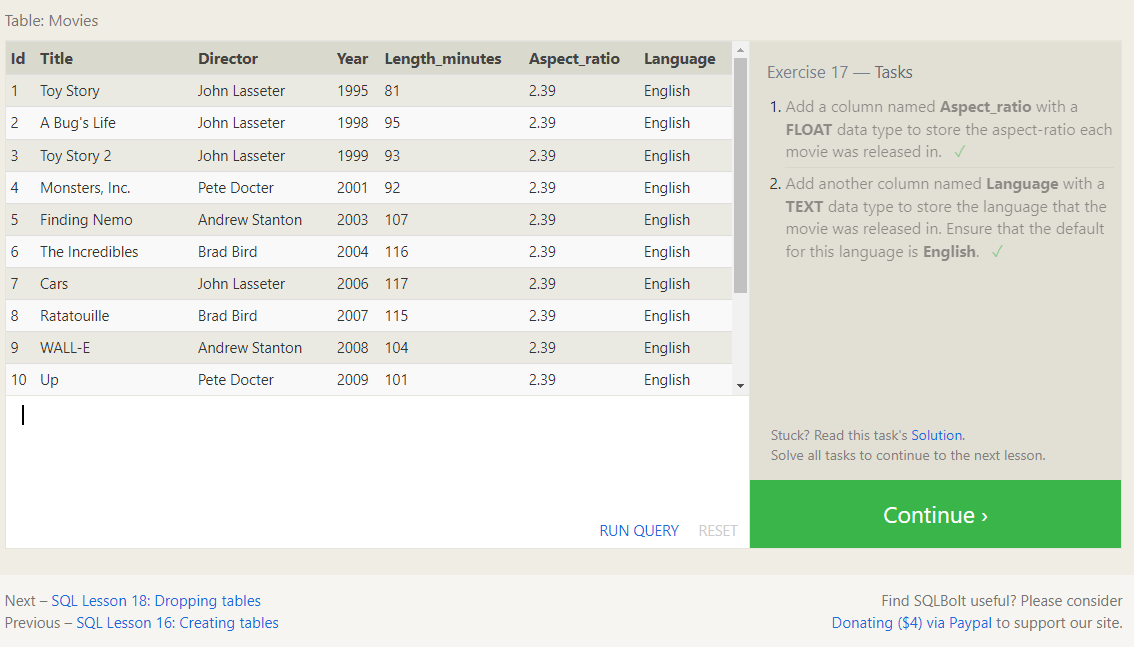 Table: Movies
Id Title Director Year Length_minutes Aspect_ratio Language
1 Toy Story John Lasseter 1995 81 2.39 English
2 A Bug's Life John Lasseter 1998 95 2.39 English
3 Toy Story 2 John Lasseter 1999 93 2.39 English
4 Monsters, Inc. Pete Docter 2001 92 2.39 English
5 Finding Nemo Andrew Stanton 2003 107 2.39 English
6 The Incredibles Brad Bird 2004 116 2.39 English
7 Cars John Lasseter 2006 117 2.39 English
8 Ratatouille Brad Bird 2007 115 2.39 English
9 WALL-E Andrew Stanton 2008 104 2.39 English
10 Up Pete Docter 2009 101 2.39 English
RUN QUERY RESET
Exercise 17 — Tasks
1. Add a column named Aspect_ratio with a
FLOAT data type to store the aspect-ratio each
movie was released in. ✓
2. Add another column named Language with a
TEXT data type to store the language that the
movie was released in. Ensure that the default
for this language is English. ✓
Stuck? Read this task's Solution.
Solve all tasks to continue to the next lesson.
Continue ›
Next – SQL Lesson 18: Dropping tables
Previous – SQL Lesson 16: Creating tables
Find SQLBolt useful? Please consider
Donating ($4) via Paypal to support our site.